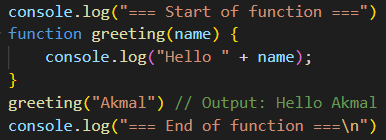 console.log("=== Start of function ===")
function greeting(name) {
    console.log("Hello " + name);
}
greeting("Akmal") // Output: Hello Akmal
console.log("=== End of function ===\n")